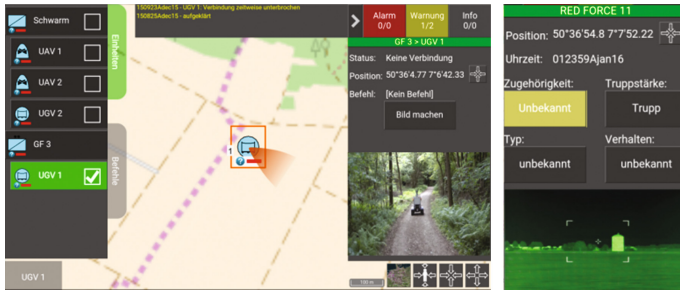 150923Adec15 - UGV 1: Verbindung zeitweise unterbrochen
150825Adec15 - aufgeklärt
Schwarm
UAV 1
UAV 2
UGV 2
GF 3
UGV 1
Einheiten
Befehle
UGV 1
1
100 m
Alarm
0/0
Warnung
1/2
Info
0/0
GF 3 > UGV 1
Status: Keine Verbindung
Position: 50°36'4.77 7°6'42.33
Befehl: [Kein Befehl]
Bild machen
RED FORCE 11
Position: 50°36'54.8 7°7'52.22
Uhrzeit: 012359Ajan16
Zugehörigkeit: Truppstärke:
Unbekannt Trupp
Typ: Verhalten:
unbekannt unbekannt